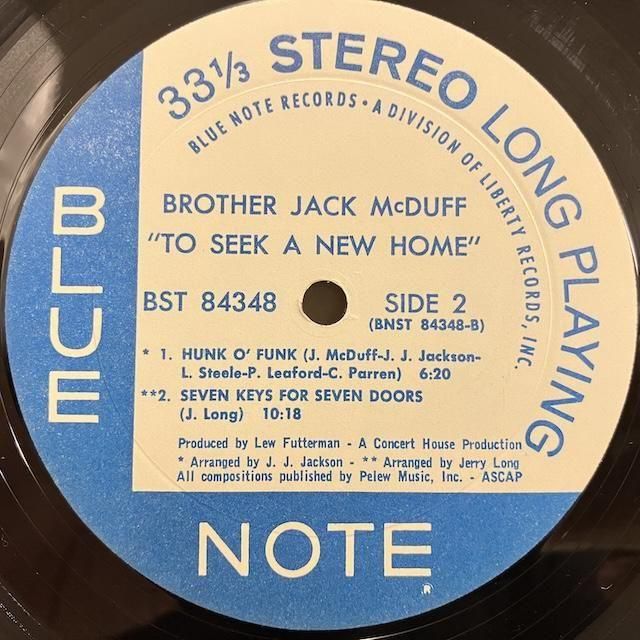 33 1/3 STEREO LONG PLAYING
BLUE NOTE RECORDS • A DIVISION OF LIBERTY RECORDS, INC.
BLUE
BROTHER JACK McDUFF
"TO SEEK A NEW HOME"
BST 84348 SIDE 2
(BNST 84348-B)
* 1. HUNK O' FUNK (J. McDuff-J. J. Jackson-
L. Steele-P. Leaford-C. Parren) 6:20
**2. SEVEN KEYS FOR SEVEN DOORS
(J. Long) 10:18
Produced by Lew Futterman - A Concert House Production
* Arranged by J. J. Jackson - ** Arranged by Jerry Long
All compositions published by Pelew Music, Inc. - ASCAP
NOTE
®